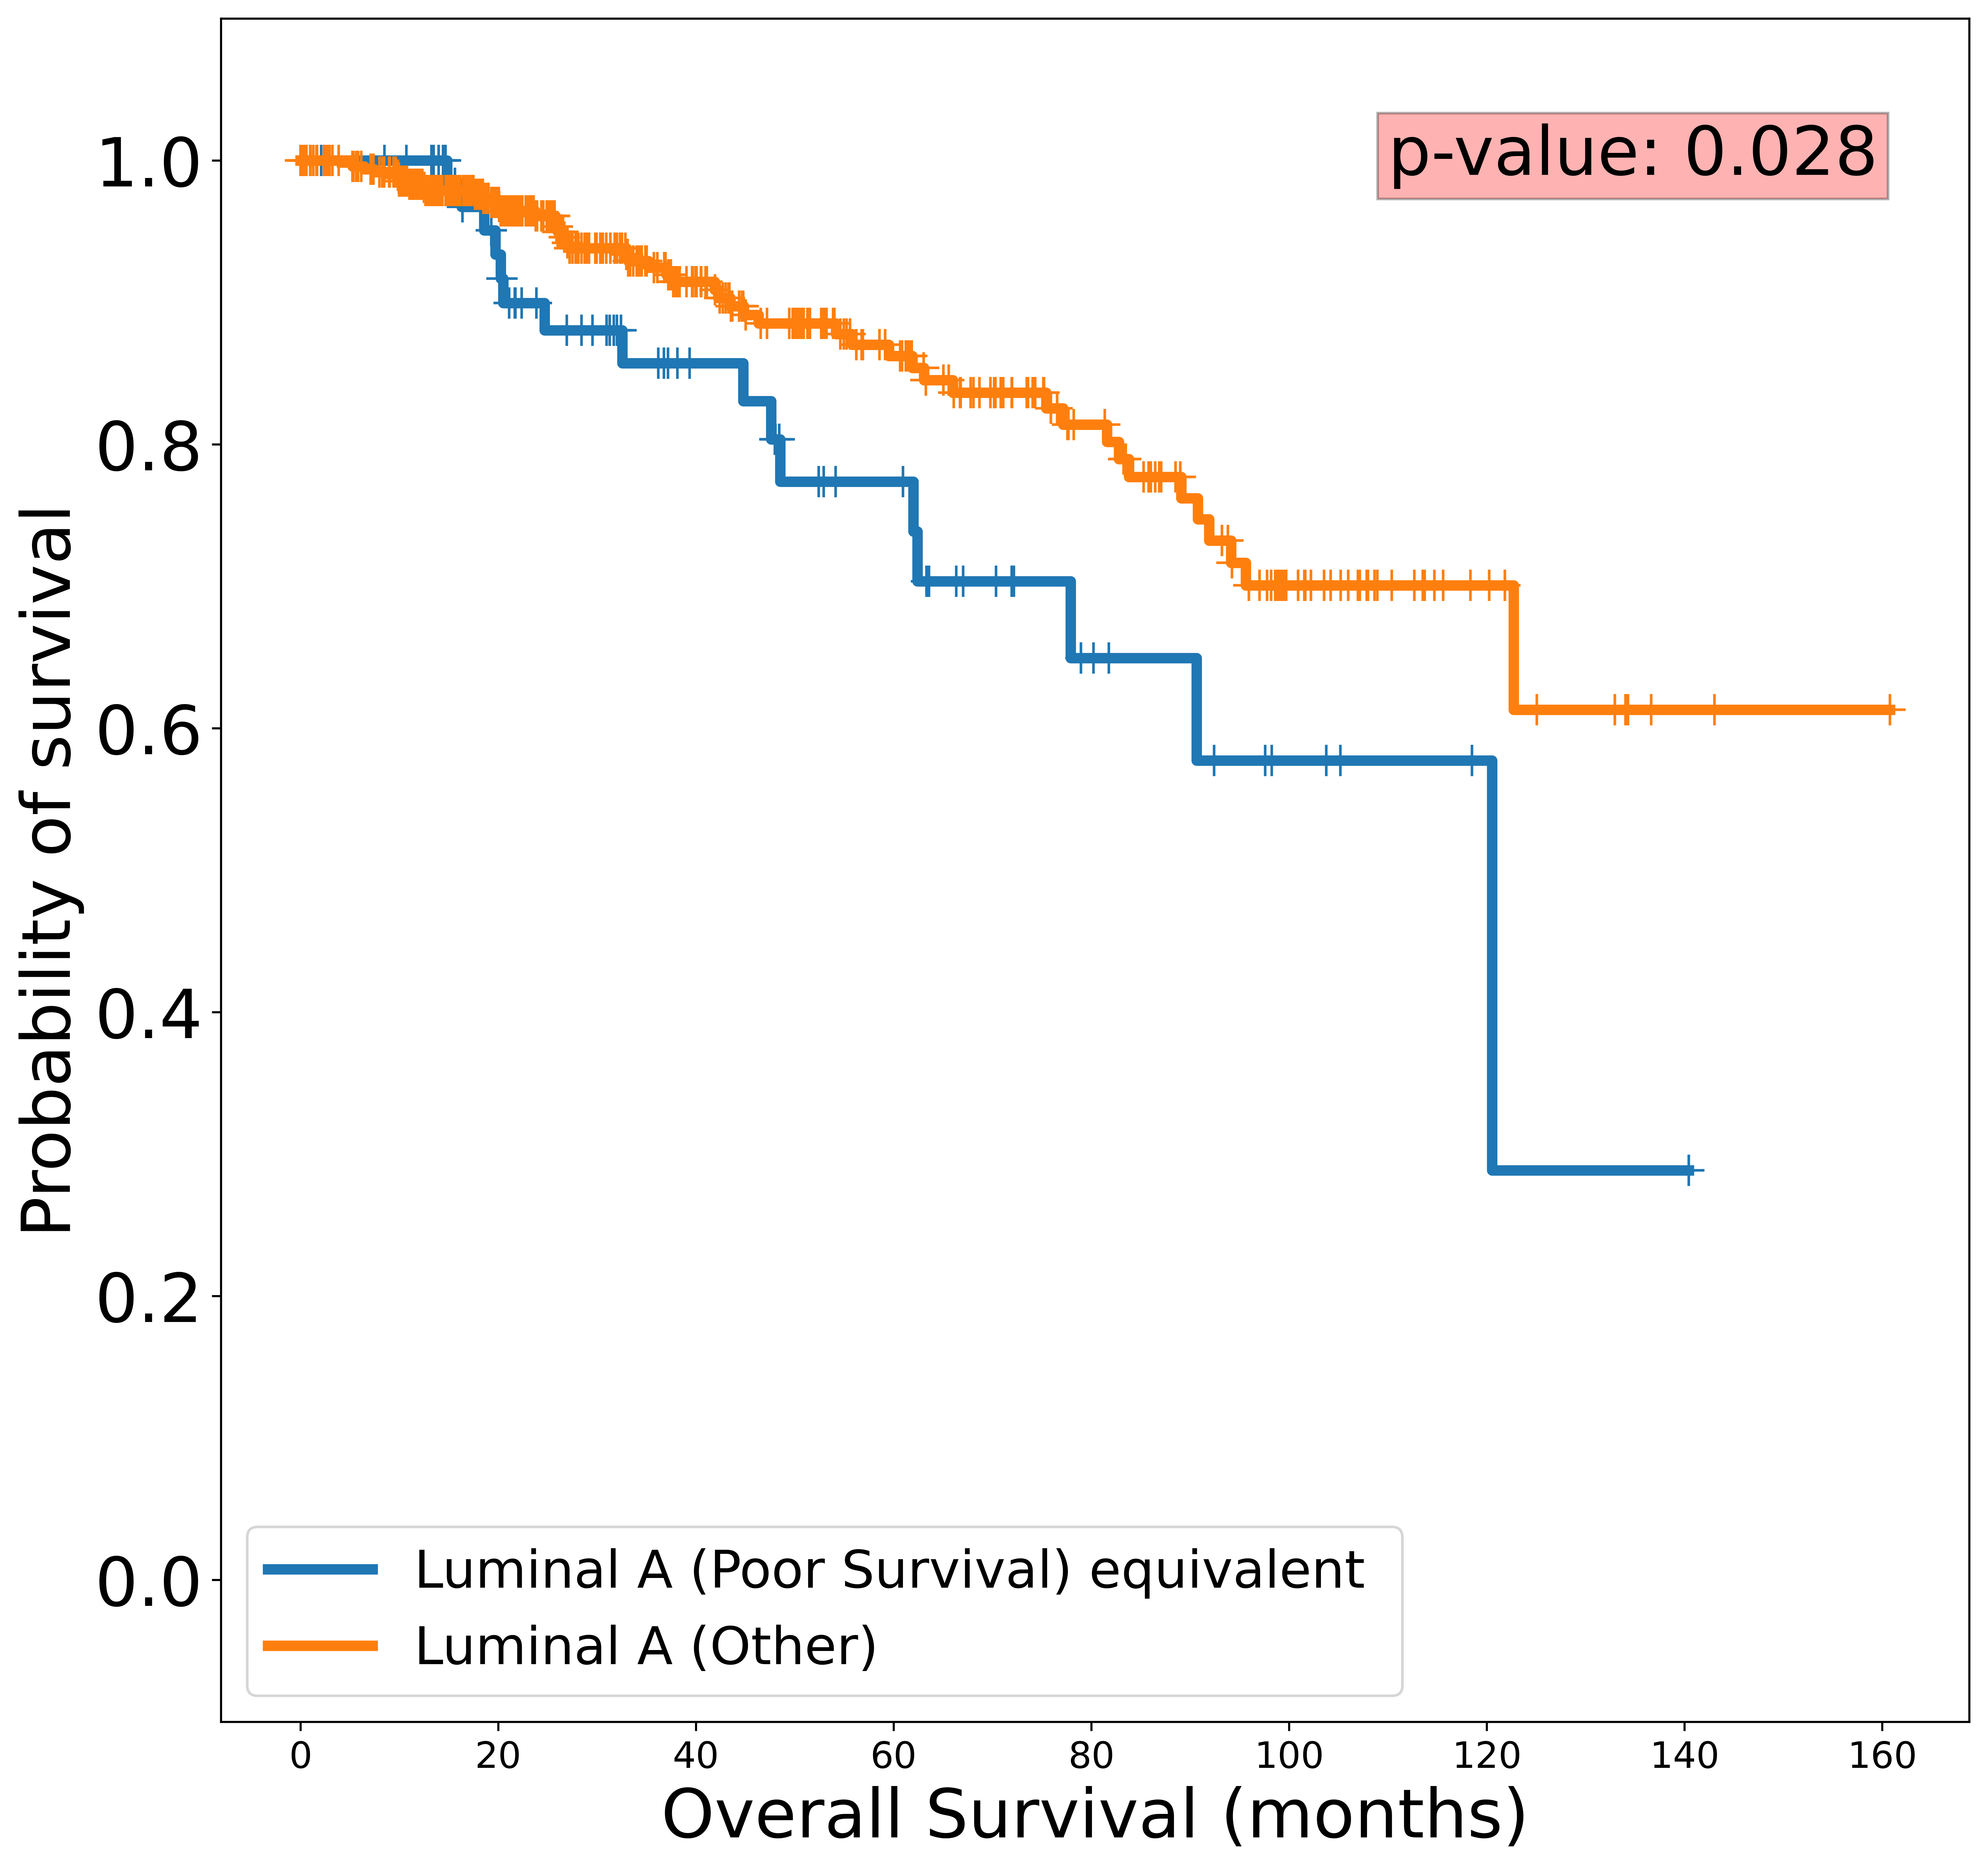 p-value: 0.028
1.0
0.8
0.6
0.4
0.2
0.0
Probability of survival
Luminal A (Poor Survival) equivalent
Luminal A (Other)
0 20 40 60 80 100 120 140 160
Overall Survival (months)